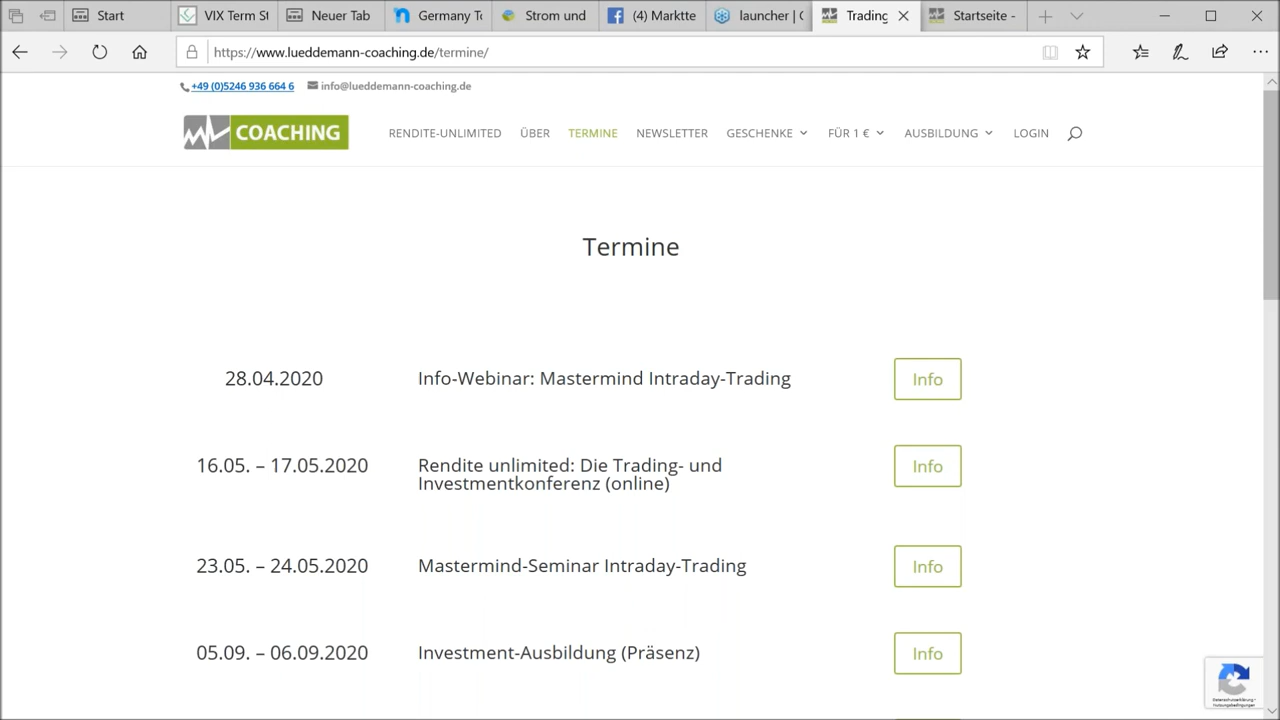 Start
VIX Term St
Neuer Tab
Germany To
Strom und
(4) Marktte
launcher | G
Trading
Startseite -
https://www.lueddemann-coaching.de/termine/
+49 (0)5246 936 664 6
info@lueddemann-coaching.de
COACHING
RENDITE-UNLIMITED
ÜBER
TERMINE
NEWSLETTER
GESCHENKE
FÜR 1 €
AUSBILDUNG
LOGIN
Termine
28.04.2020
Info-Webinar: Mastermind Intraday-Trading
Info
16.05. – 17.05.2020
Rendite unlimited: Die Trading- und
Investmentkonferenz (online)
Info
23.05. – 24.05.2020
Mastermind-Seminar Intraday-Trading
Info
05.09. – 06.09.2020
Investment-Ausbildung (Präsenz)
Info
Datenschutzerklärung -
Nutzungsbedingungen